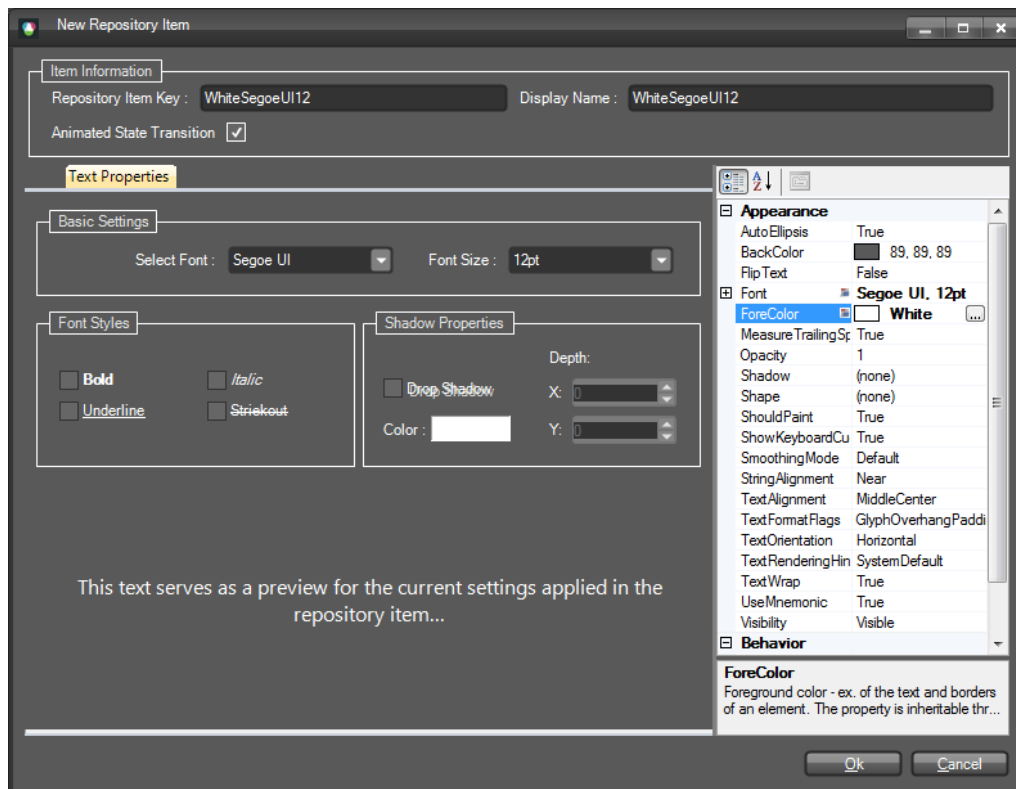 New Repository Item
Item Information
Repository Item Key : WhiteSegoeUI12 Display Name : WhiteSegoeUI12
Animated State Transition
Text Properties
Basic Settings
Select Font : Segoe UI Font Size : 12pt
Font Styles
Bold Italic
Underline Striekout
Shadow Properties
Depth:
Drop Shadow X: 0
Color : Y: 0
This text serves as a preview for the current settings applied in the
repository item...
Appearance
AutoEllipsis True
BackColor 89, 89, 89
FlipText False
Font Segoe UI, 12pt
ForeColor White ...
MeasureTrailingSp True
Opacity 1
Shadow (none)
Shape (none)
ShouldPaint True
ShowKeyboardCu True
SmoothingMode Default
StringAlignment Near
TextAlignment MiddleCenter
TextFormatFlags GlyphOverhangPaddi
TextOrientation Horizontal
TextRenderingHin SystemDefault
TextWrap True
UseMnemonic True
Visibility Visible
Behavior
ForeColor
Foreground color - ex. of the text and borders
of an element. The property is inheritable thr...
Ok Cancel